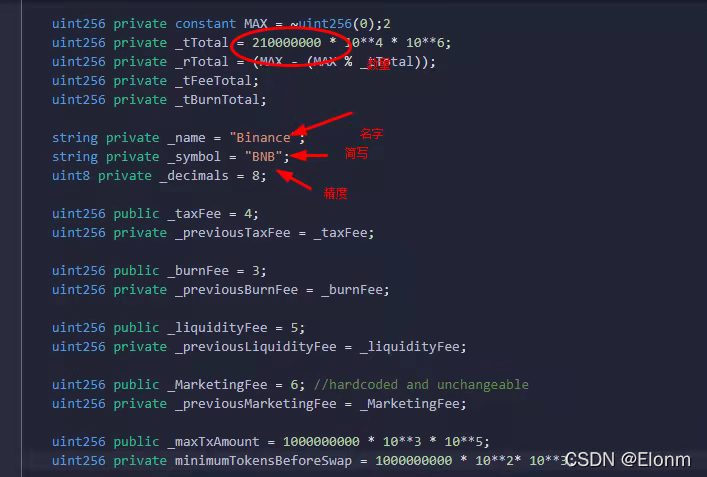 uint256 private constant MAX = ~uint256(0);2
uint256 private _tTotal = 210000000 * 10**4 * 10**6;
uint256 private _rTotal = (MAX - (MAX % _tTotal));
数量
uint256 private _tFeeTotal;
uint256 private _tBurnTotal;
string private _name = "Binance";
名字
string private _symbol = "BNB";
简写
uint8 private _decimals = 8;
精度
uint256 public _taxFee = 4;
uint256 private _previousTaxFee = _taxFee;
uint256 public _burnFee = 3;
uint256 private _previousBurnFee = _burnFee;
uint256 public _liquidityFee = 5;
uint256 private _previousLiquidityFee = _liquidityFee;
uint256 public _MarketingFee = 6; //hardcoded and unchangeable
uint256 private _previousMarketingFee = _MarketingFee;
uint256 public _maxTxAmount = 1000000000 * 10**3 * 10**5;
uint256 private minimumTokensBeforeSwap = 1000000000 * 10**2* 10**3;
CSDN @Elonm